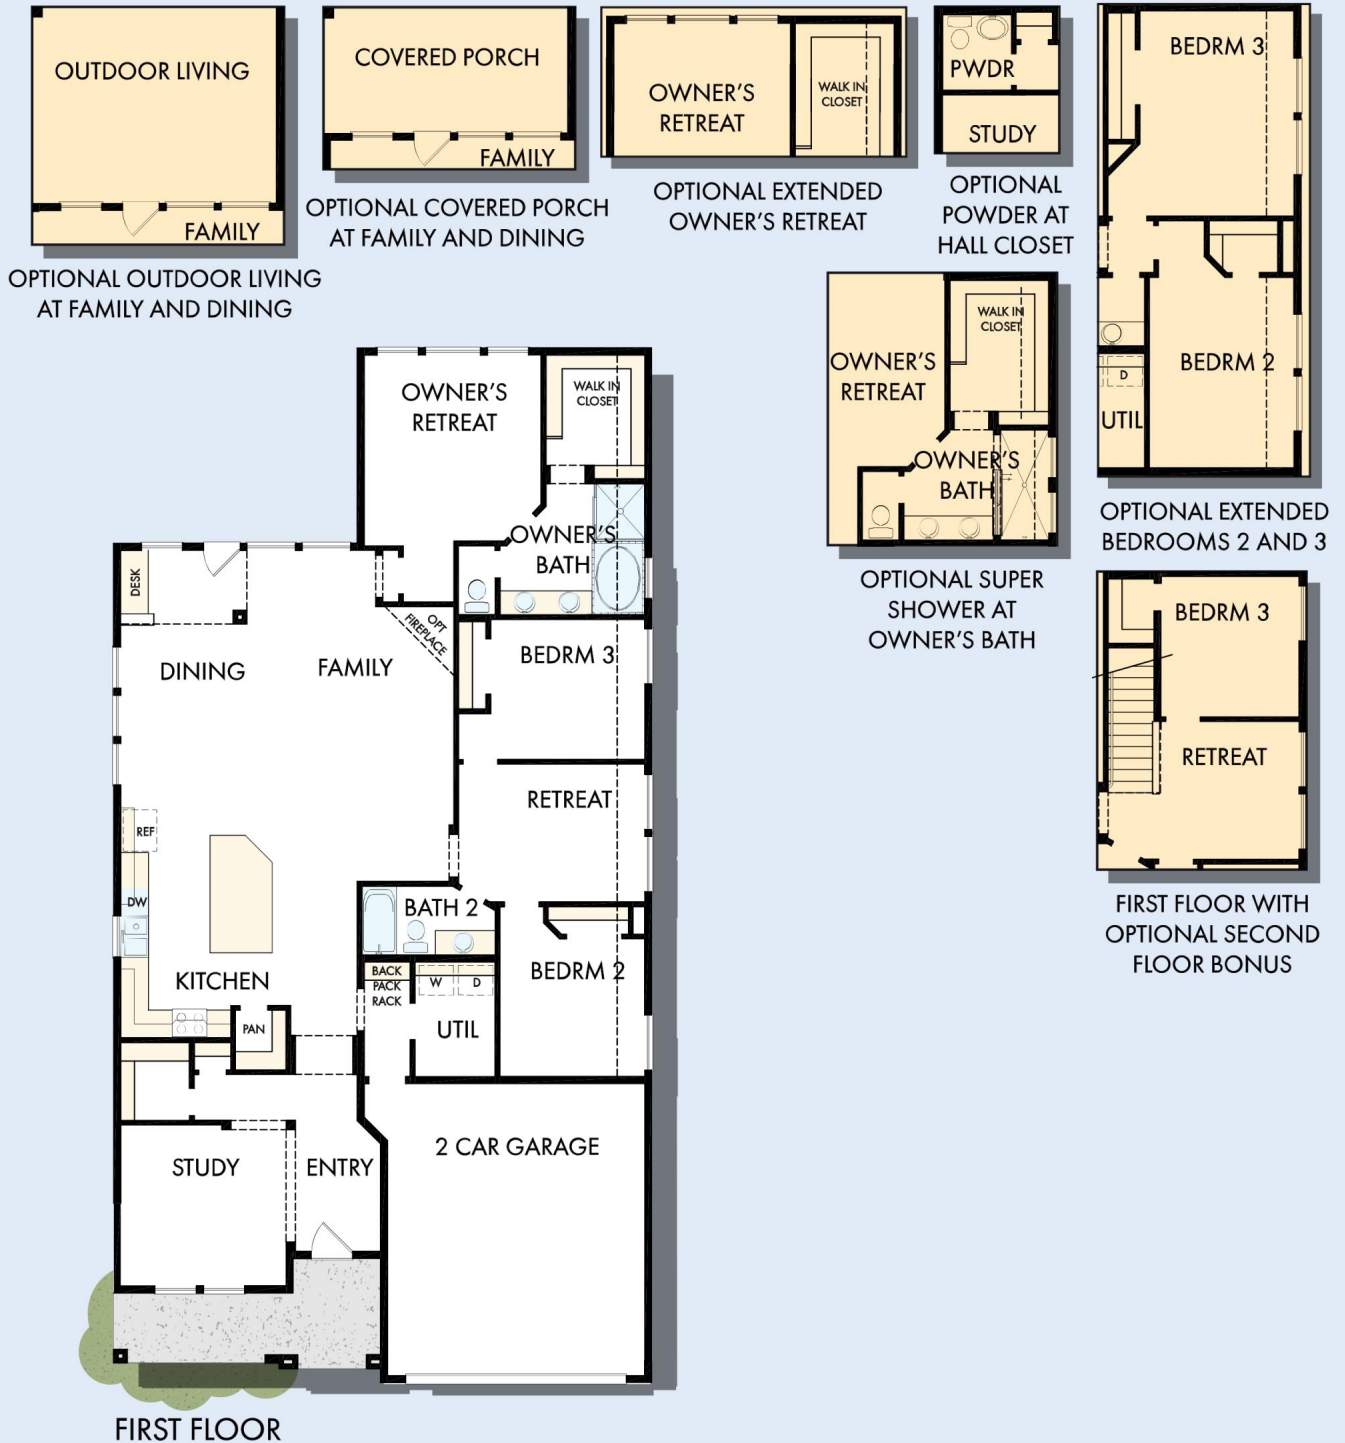 OUTDOOR LIVING
FAMILY
OPTIONAL OUTDOOR LIVING
AT FAMILY AND DINING
COVERED PORCH
FAMILY
OPTIONAL COVERED PORCH
AT FAMILY AND DINING
OWNER'S
RETREAT
WALK IN
CLOSET
OPTIONAL EXTENDED
OWNER'S RETREAT
PWDR
STUDY
OPTIONAL
POWDER AT
HALL CLOSET
BEDRM 3
BEDRM 2
D
UTIL
OPTIONAL EXTENDED
BEDROOMS 2 AND 3
WALK IN
CLOSET
OWNER'S
RETREAT
OWNER'S
BATH
OPTIONAL SUPER
SHOWER AT
OWNER'S BATH
BEDRM 3
RETREAT
FIRST FLOOR WITH
OPTIONAL SECOND
FLOOR BONUS
OWNER'S
RETREAT
WALK IN
CLOSET
OWNER'S
BATH
DESK
OPT
FIREPLACE
DINING
FAMILY
BEDRM 3
RETREAT
REF
DW
BATH 2
KITCHEN
BACK
PACK
RACK
W
D
BEDRM 2
PAN
UTIL
STUDY
ENTRY
2 CAR GARAGE
FIRST FLOOR